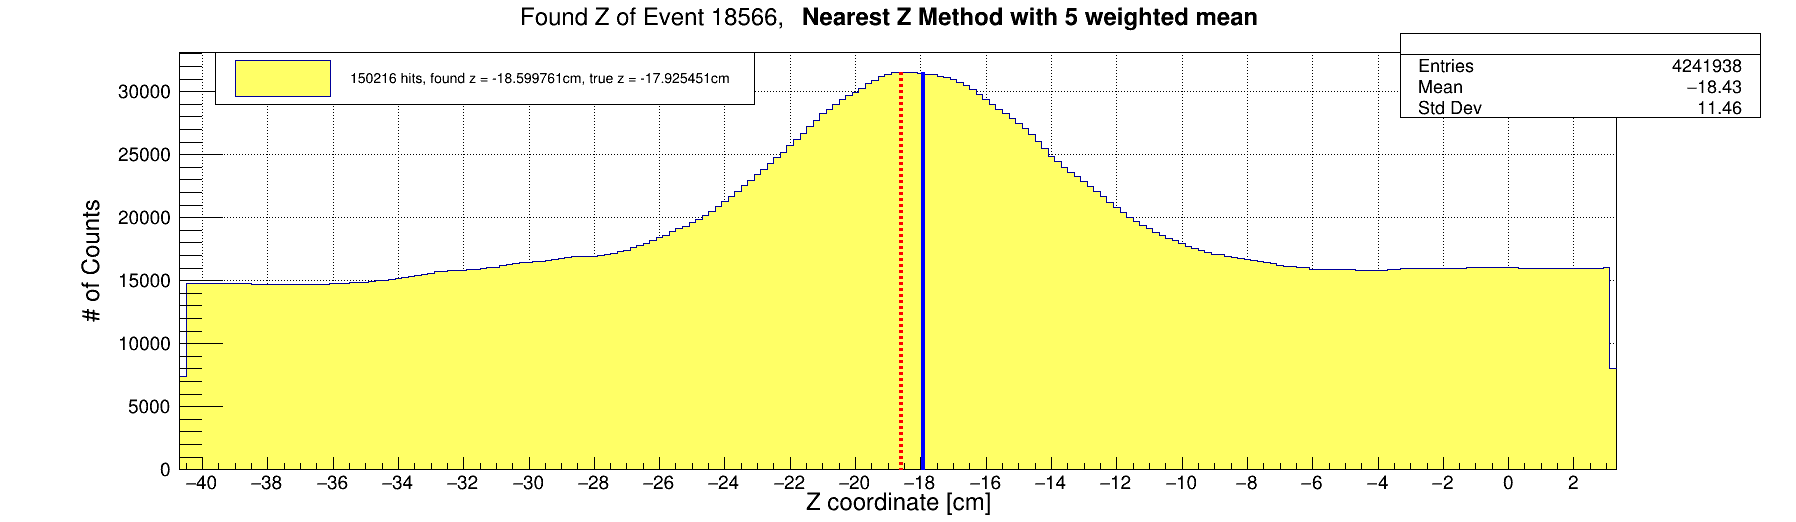 Found Z of Event 18566, Nearest Z Method with 5 weighted mean
150216 hits, found z = -18.599761cm, true z = -17.925451cm
Entries 4241938
Mean −18.43
Std Dev 11.46
# of Counts
30000
25000
20000
15000
10000
5000
0
−40 −38 −36 −34 −32 −30 −28 −26 −24 −22 −20 −18 −16 −14 −12 −10 −8 −6 −4 −2 0 2
Z coordinate [cm]